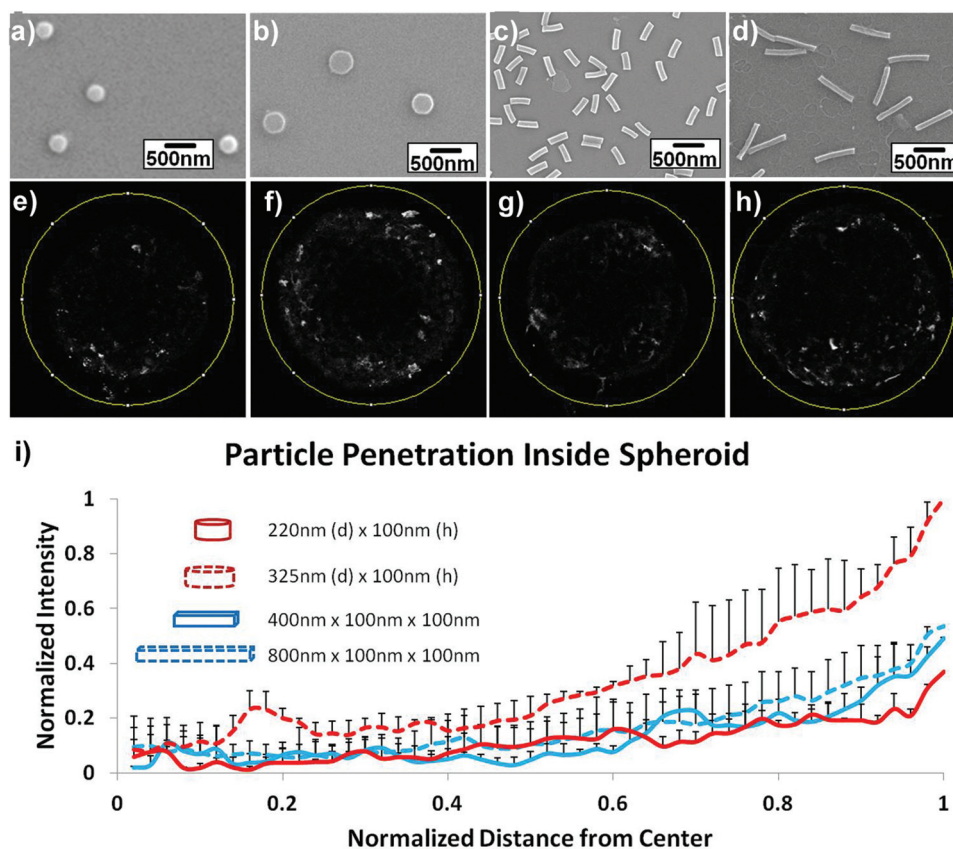 a) b) c) d)
500nm 500nm 500nm 500nm
e) f) g) h)
i) Particle Penetration Inside Spheroid
1
0.8
0.6
0.4
0.2
0
Normalized Intensity
220nm (d) x 100nm (h)
325nm (d) x 100nm (h)
400nm x 100nm x 100nm
800nm x 100nm x 100nm
0 0.2 0.4 0.6 0.8 1
Normalized Distance from Center